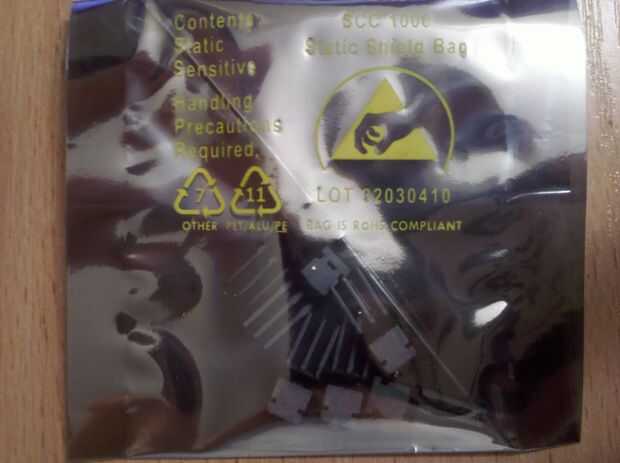 Contents
Static
Sensitive
Handling
Precautions
Required.
SCC 1000
Static Shield Bag
7 11
LOT 32030410
OTHER PET/ALU/PE BAG IS ROHS COMPLIANT